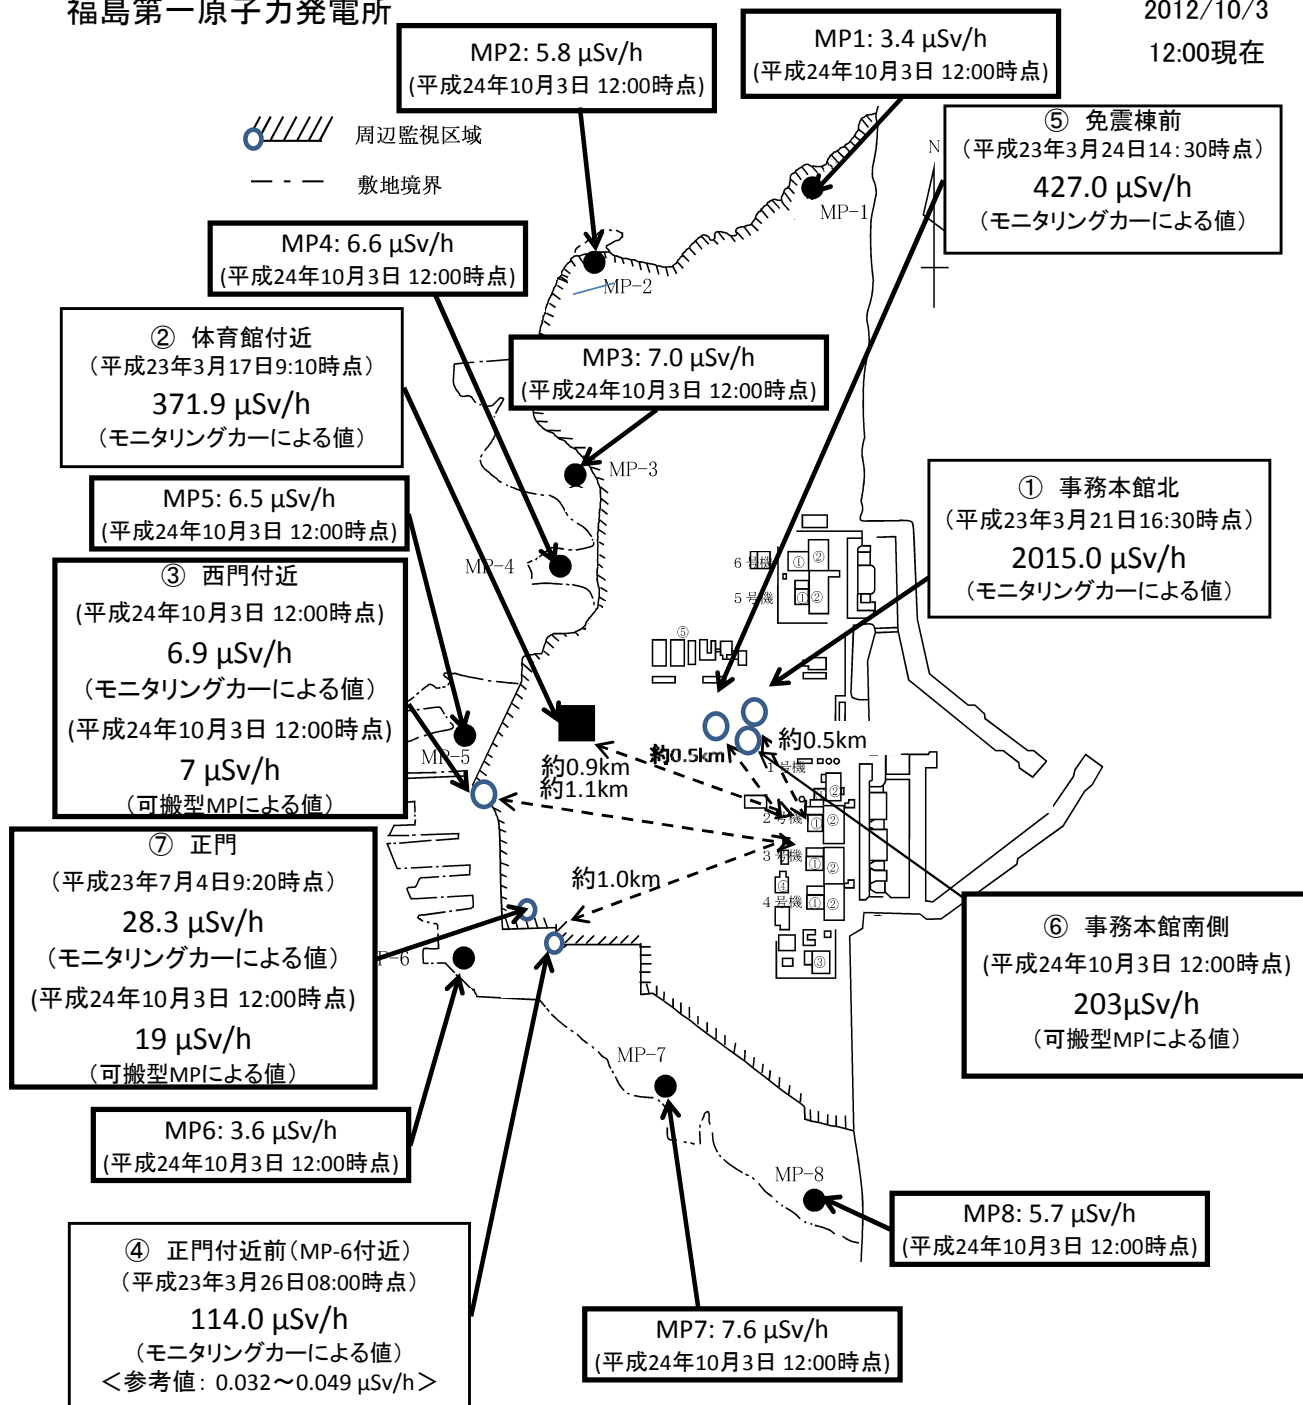 福島第一原子力発電所
2012/10/3
12:00現在
MP2: 5.8 μSv/h
(平成24年10月3日 12:00時点)
MP1: 3.4 μSv/h
(平成24年10月3日 12:00時点)
⑤ 免震棟前
(平成23年3月24日14:30時点)
427.0 μSv/h
(モニタリングカーによる値)
周辺監視区域
敷地境界
N
MP-1
MP4: 6.6 μSv/h
(平成24年10月3日 12:00時点)
MP-2
② 体育館付近
(平成23年3月17日9:10時点)
371.9 μSv/h
(モニタリングカーによる値)
MP3: 7.0 μSv/h
(平成24年10月3日 12:00時点)
MP-3
① 事務本館北
(平成23年3月21日16:30時点)
2015.0 μSv/h
(モニタリングカーによる値)
MP5: 6.5 μSv/h
(平成24年10月3日 12:00時点)
MP-4
6号機
①
②
5号機
①
②
③ 西門付近
(平成24年10月3日 12:00時点)
6.9 μSv/h
(モニタリングカーによる値)
(平成24年10月3日 12:00時点)
7 μSv/h
(可搬型MPによる値)
⑤
MP-5
約0.9km
約1.1km
約0.5km
約0.5km
1号機
②
2号機
①
②
3号機
①
②
④
4号機
①
②
③
約1.0km
⑦ 正門
(平成23年7月4日9:20時点)
28.3 μSv/h
(モニタリングカーによる値)
(平成24年10月3日 12:00時点)
19 μSv/h
(可搬型MPによる値)
P-6
⑥ 事務本館南側
(平成24年10月3日 12:00時点)
203μSv/h
(可搬型MPによる値)
MP-7
MP6: 3.6 μSv/h
(平成24年10月3日 12:00時点)
MP-8
MP8: 5.7 μSv/h
(平成24年10月3日 12:00時点)
④ 正門付近前(MP-6付近)
(平成23年3月26日08:00時点)
114.0 μSv/h
(モニタリングカーによる値)
<参考値: 0.032~0.049 μSv/h>
MP7: 7.6 μSv/h
(平成24年10月3日 12:00時点)